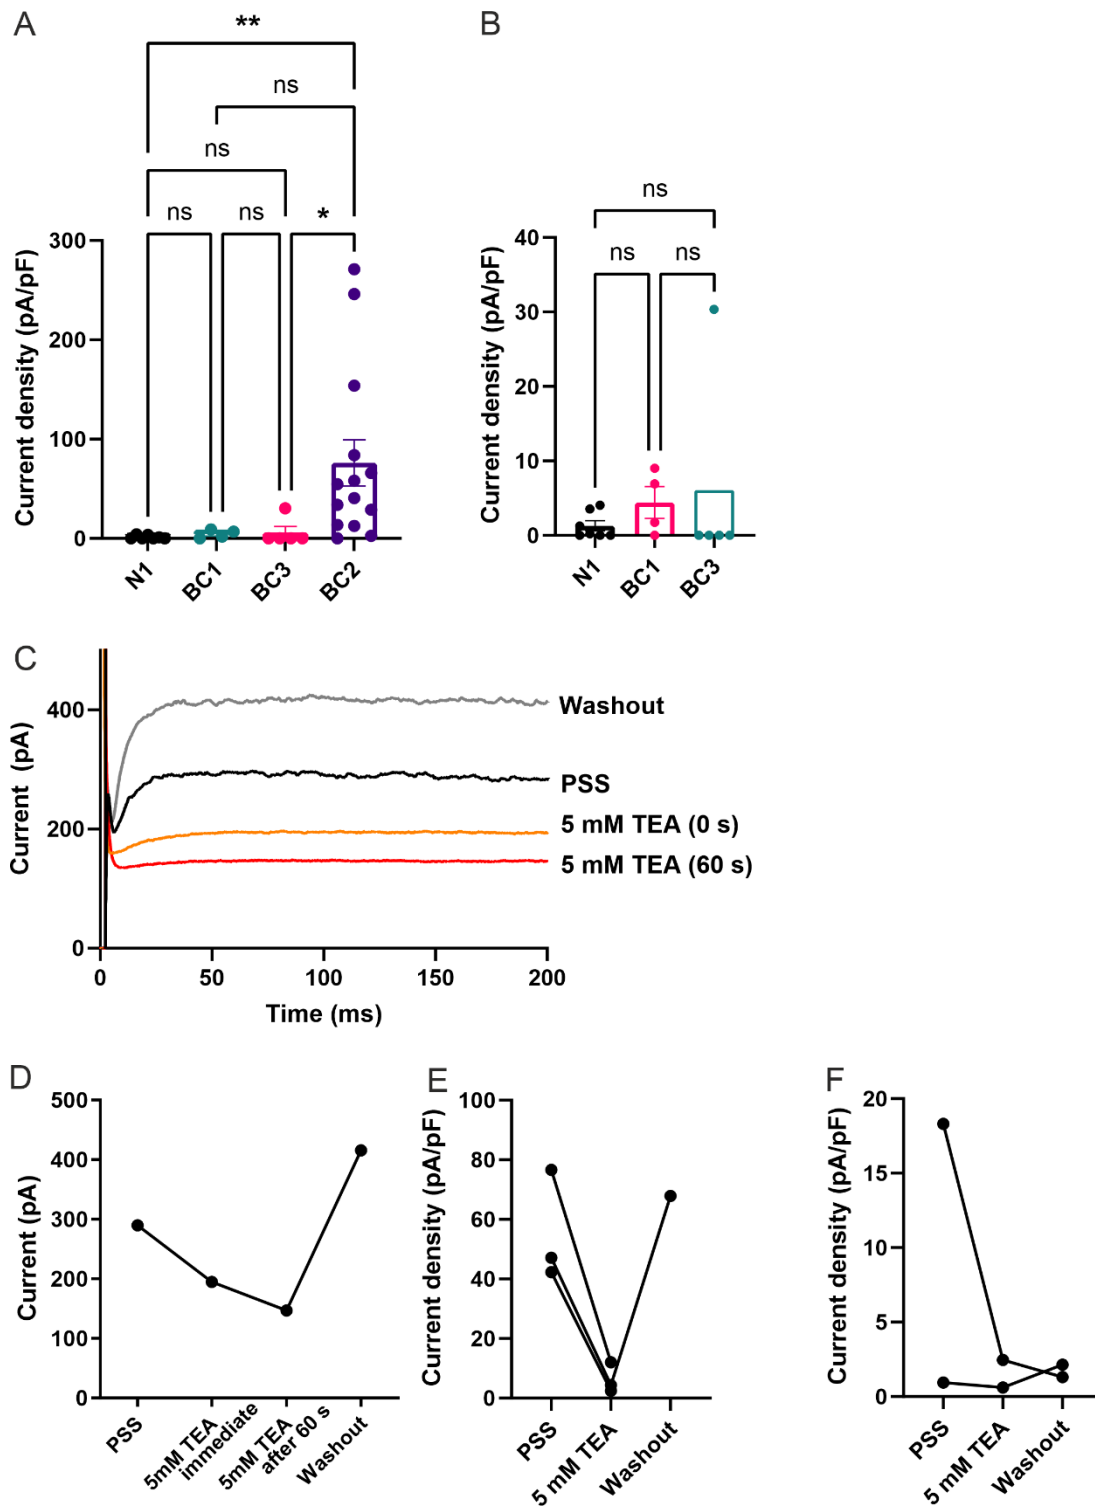 A
B
**
ns
ns
ns
ns
*
Current density (pA/pF)
300
200
100
0
N1
BC1
BC3
BC2
ns
ns
ns
Current density (pA/pF)
40
30
20
10
0
N1
BC1
BC3
C
Current (pA)
400
200
0
0
50
100
150
200
Time (ms)
Washout
PSS
5 mM TEA (0 s)
5 mM TEA (60 s)
D
Current (pA)
500
400
300
200
100
0
PSS
5mM TEA
immediate
5mM TEA
after 60 s
Washout
E
Current density (pA/pF)
100
80
60
40
20
0
PSS
5 mM TEA
Washout
F
Current density (pA/pF)
20
15
10
5
0
PSS
5 mM TEA
Washout